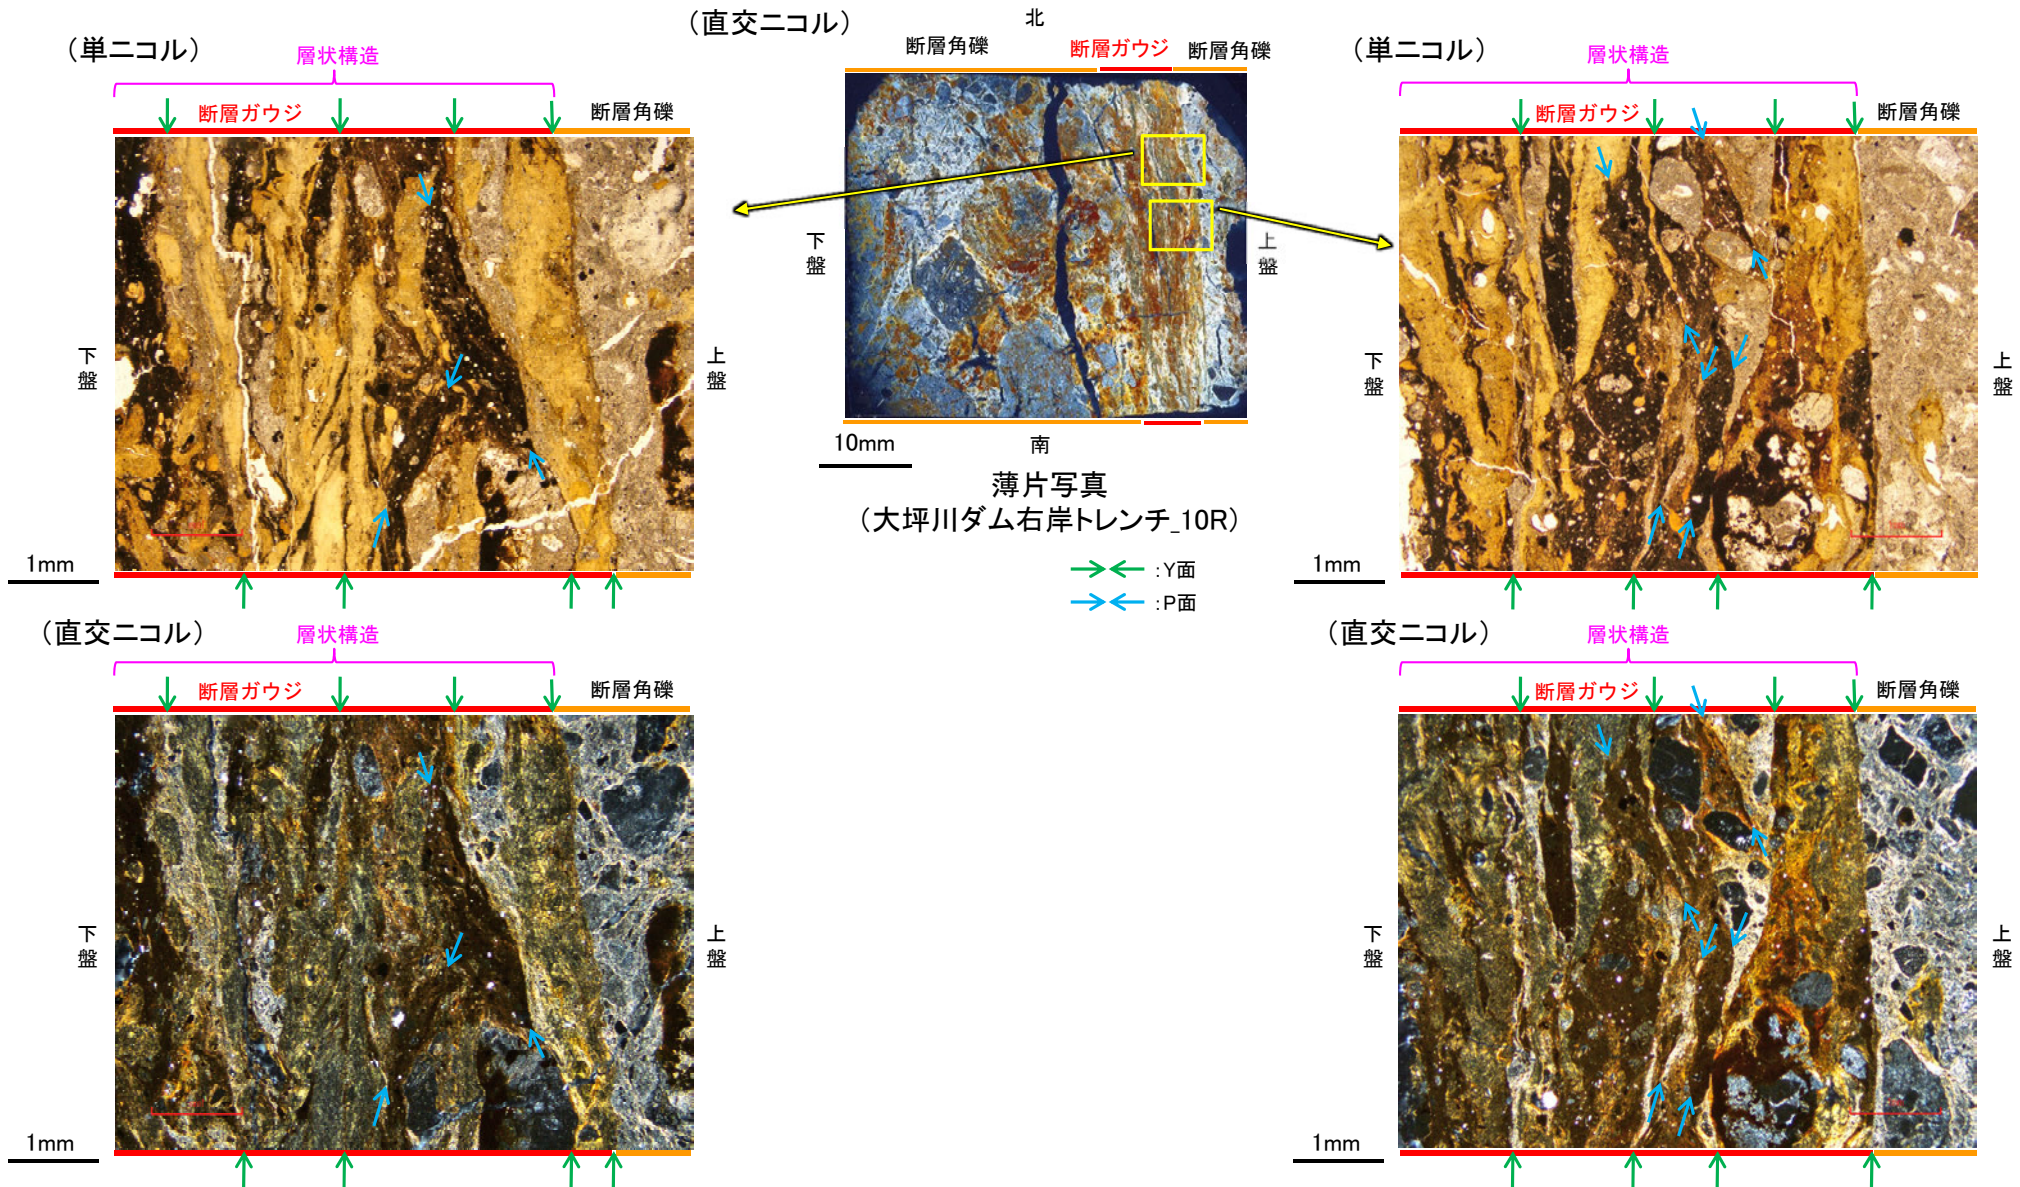 （単ニコル）
層状構造
断層ガウジ
断層角礫
下盤
上盤
1mm
（直交ニコル）
層状構造
断層ガウジ
断層角礫
下盤
上盤
1mm
（直交ニコル）
北
断層角礫
断層ガウジ
断層角礫
下盤
上盤
10mm
南
薄片写真
（大坪川ダム右岸トレンチ_10R）
：Y面
：P面
（単ニコル）
層状構造
断層ガウジ
断層角礫
下盤
上盤
1mm
（直交ニコル）
層状構造
断層ガウジ
断層角礫
下盤
上盤
1mm